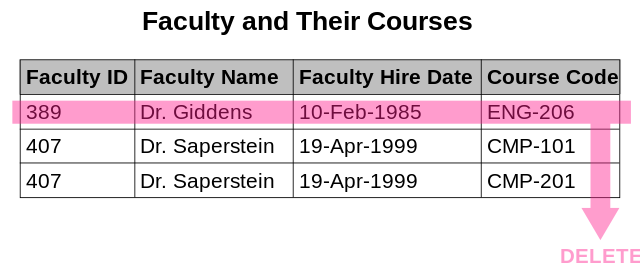 Faculty and Their Courses
Faculty ID Faculty Name Faculty Hire Date Course Code
389 Dr. Giddens 10-Feb-1985 ENG-206
407 Dr. Saperstein 19-Apr-1999 CMP-101
407 Dr. Saperstein 19-Apr-1999 CMP-201
DELETE